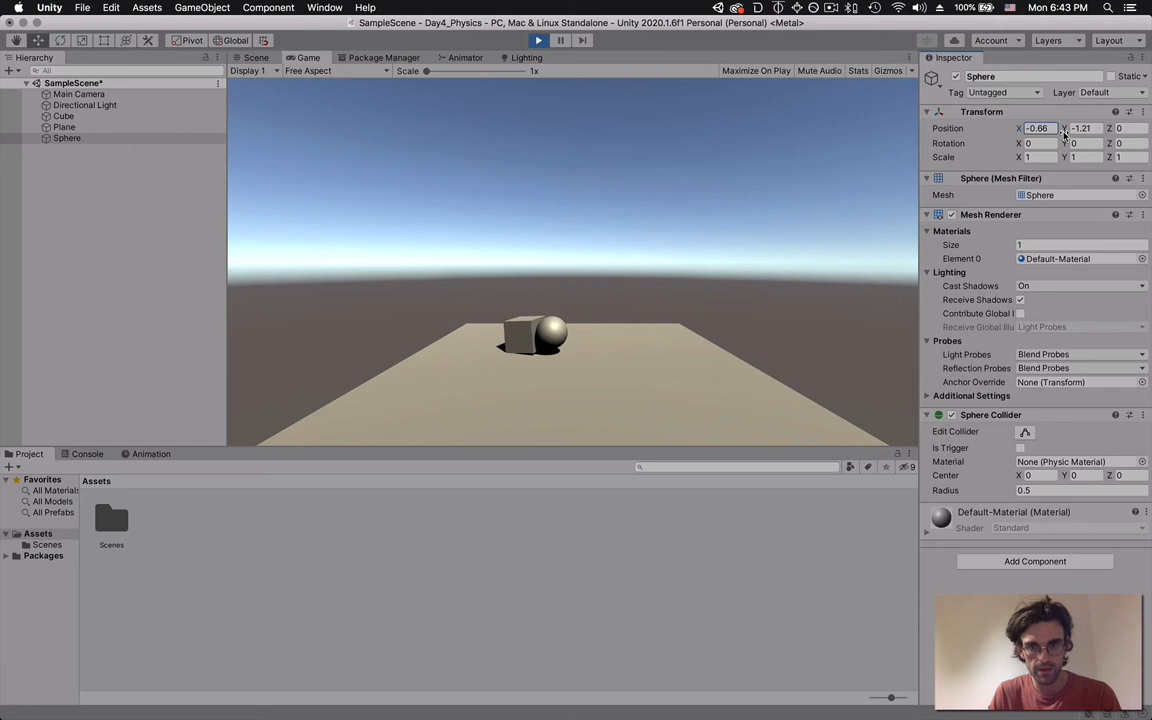 Unity File Edit Assets GameObject Component Window Help 100% Mon 6:43 PM
SampleScene - Day4_Physics - PC, Mac & Linux Standalone - Unity 2020.1.6f1 Personal (Personal) <Metal>
Pivot Global Account Layers Layout
Hierarchy Scene Game Package Manager Animator Lighting Inspector
All Display 1 Free Aspect Scale 1x Maximize On Play Mute Audio Stats Gizmos Sphere Static
SampleScene*
Main Camera
Directional Light
Cube
Plane
Sphere
Tag Untagged Layer Default
Transform
Position X -0.66 Y -1.21 Z 0
Rotation X 0 Y 0 Z 0
Scale X 1 Y 1 Z 1
Sphere (Mesh Filter)
Mesh Sphere
Mesh Renderer
Materials
Size 1
Element 0 Default-Material
Lighting
Cast Shadows On
Receive Shadows
Contribute Global I
Receive Global Illu Light Probes
Probes
Light Probes Blend Probes
Reflection Probes Blend Probes
Anchor Override None (Transform)
Additional Settings
Sphere Collider
Edit Collider
Is Trigger
Material None (Physic Material)
Center X 0 Y 0 Z 0
Radius 0.5
Default-Material (Material)
Shader Standard
Add Component
Project Console Animation
9
Favorites
All Materials
All Models
All Prefabs
Assets
Scenes
Packages
Assets
Scenes